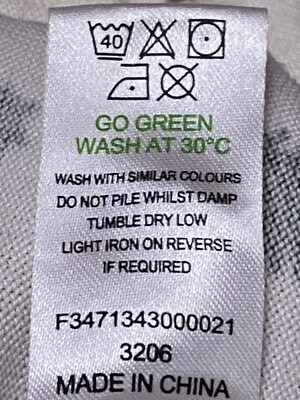 40
GO GREEN
WASH AT 30°C
WASH WITH SIMILAR COLOURS
DO NOT PILE WHILST DAMP
TUMBLE DRY LOW
LIGHT IRON ON REVERSE
IF REQUIRED
F3471343000021
3206
MADE IN CHINA